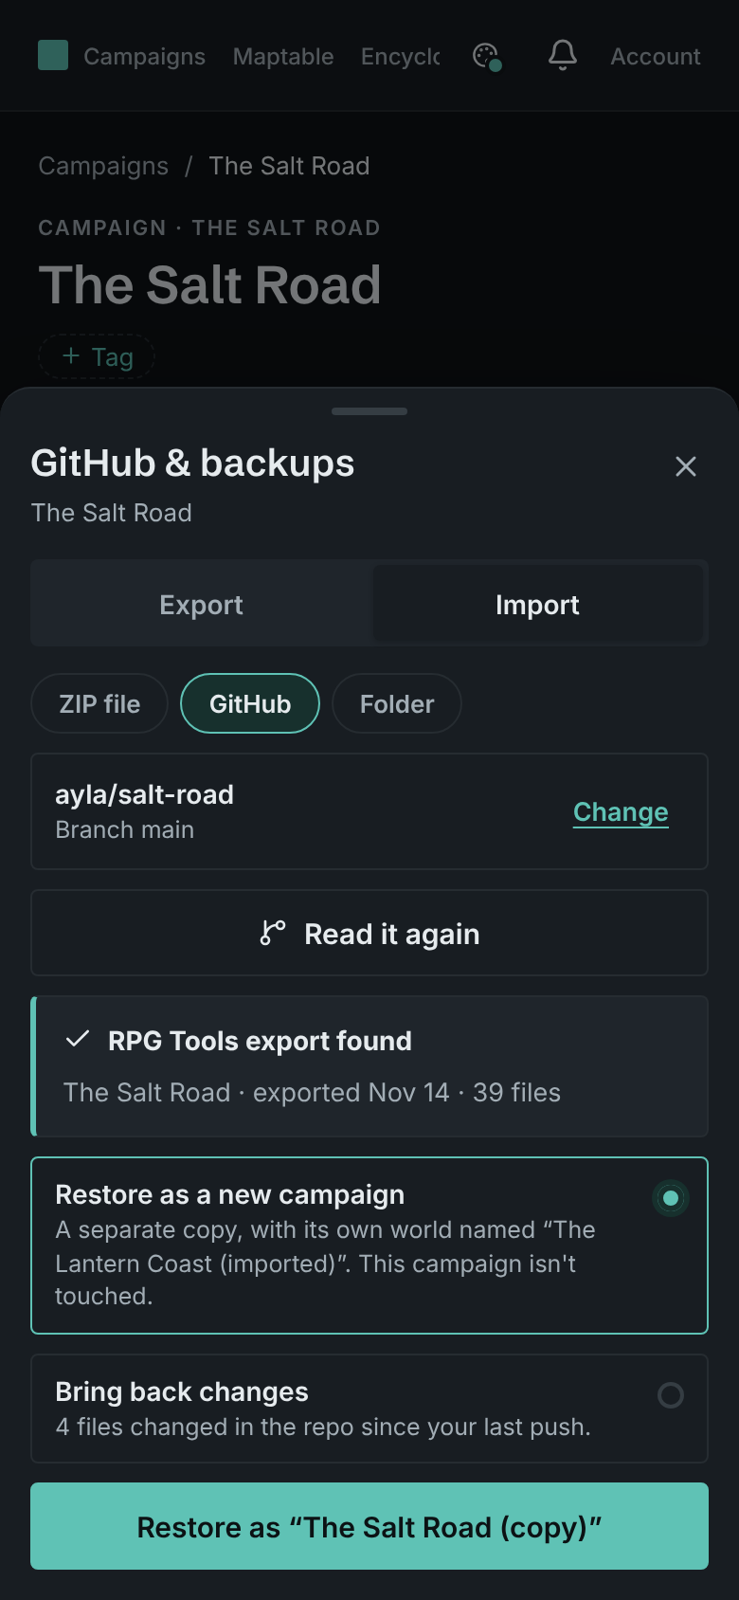 Campaigns Maptable Encyclc Account
Campaigns / The Salt Road
CAMPAIGN · THE SALT ROAD
The Salt Road
+ Tag
GitHub & backups
The Salt Road
Export Import
ZIP file GitHub Folder
ayla/salt-road
Branch main
Change
Read it again
RPG Tools export found
The Salt Road · exported Nov 14 · 39 files
Restore as a new campaign
A separate copy, with its own world named “The
Lantern Coast (imported)”. This campaign isn't
touched.
Bring back changes
4 files changed in the repo since your last push.
Restore as “The Salt Road (copy)”